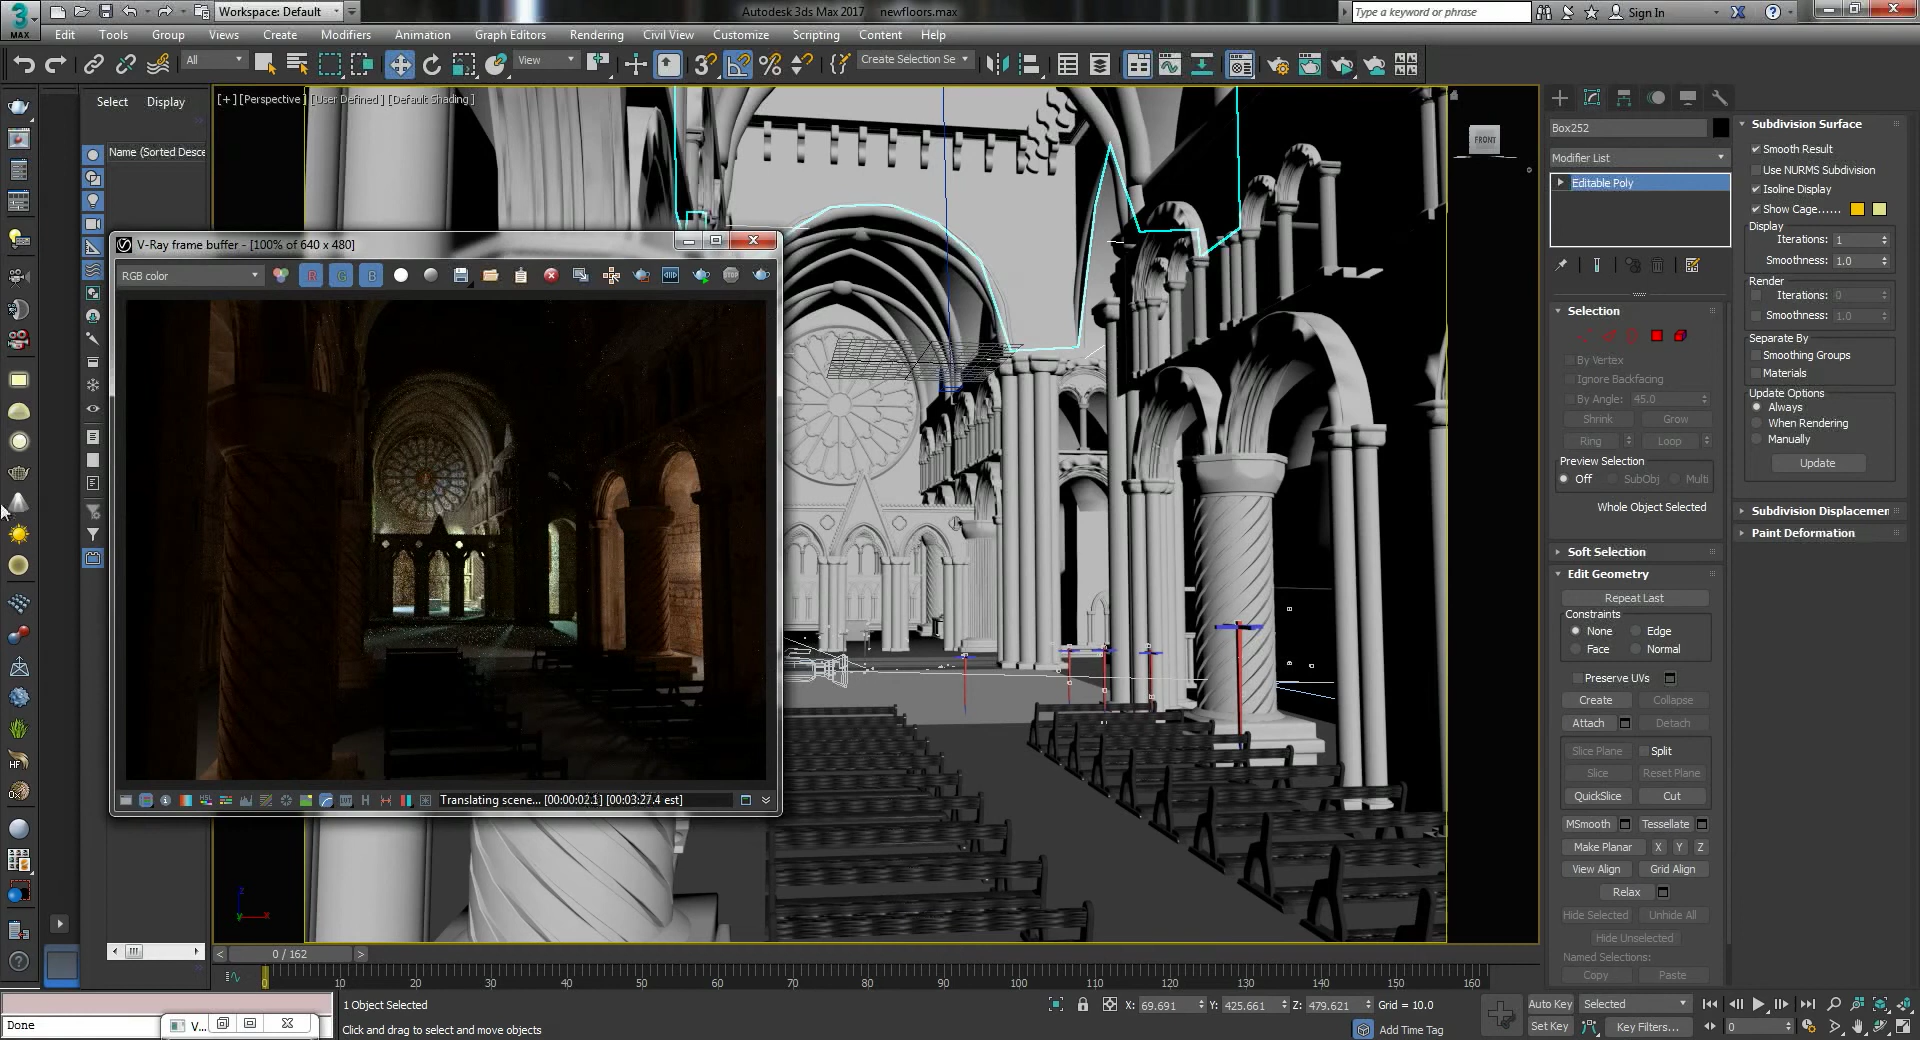 Workspace: Default
Autodesk 3ds Max 2017 newfloors.max
Type a keyword or phrase
Sign In
MAX
Edit Tools Group Views Create Modifiers Animation Graph Editors Rendering Civil View Customize Scripting Content Help
All
View
Create Selection Se
Select Display
Name (Sorted Desce
[+] [Perspective] [User Defined] [Default Shading]
FRONT
V-Ray frame buffer - [100% of 640 x 480]
RGB color
R G B
STOP
HSL
LUT
H
Translating scene... [00:00:02.1] [00:03:27.4 est]
HF
Box252
Modifier List
Editable Poly
Selection
By Vertex
Ignore Backfacing
By Angle: 45.0
Shrink Grow
Ring Loop
Preview Selection
Off SubObj Multi
Whole Object Selected
Soft Selection
Edit Geometry
Repeat Last
Constraints
None Edge
Face Normal
Preserve UVs
Create Collapse
Attach Detach
Slice Plane Split
Slice Reset Plane
QuickSlice Cut
MSmooth Tessellate
Make Planar X Y Z
View Align Grid Align
Relax
Hide Selected Unhide All
Hide Unselected
Named Selections:
Copy Paste
Subdivision Surface
Smooth Result
Use NURMS Subdivision
Isoline Display
Show Cage......
Display
Iterations: 1
Smoothness: 1.0
Render
Iterations: 0
Smoothness: 1.0
Separate By
Smoothing Groups
Materials
Update Options
Always
When Rendering
Manually
Update
Subdivision Displacemen
Paint Deformation
0 / 162
0 10 20 30 40 50 60 70 80 90 100 110 120 130 140 150 160
1 Object Selected
X: 69.691 Y: 425.661 Z: 479.621 Grid = 10.0
Auto Key Selected
Done
V...
Click and drag to select and move objects
Add Time Tag
Set Key Key Filters...
0
z
y x